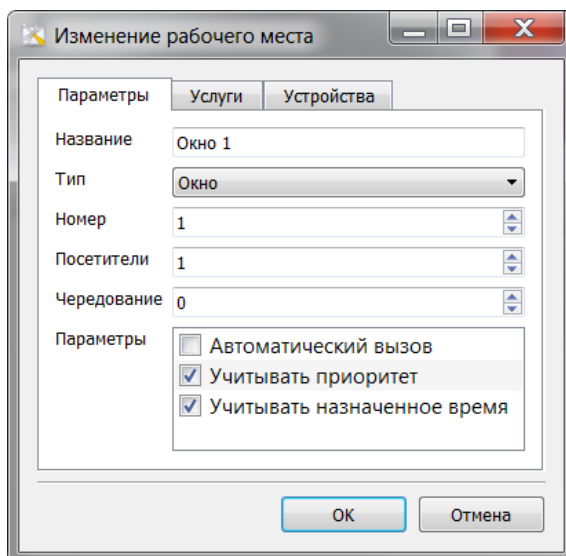 Изменение рабочего места
Параметры Услуги Устройства
Название Окно 1
Тип Окно
Номер 1
Посетители 1
Чередование 0
Параметры Автоматический вызов
Учитывать приоритет
Учитывать назначенное время
OK Отмена